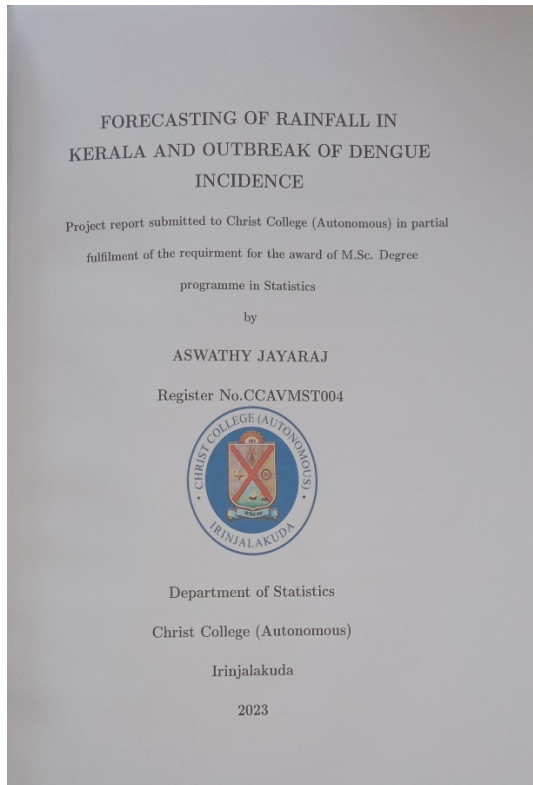 FORECASTING OF RAINFALL IN
KERALA AND OUTBREAK OF DENGUE
INCIDENCE
Project report submitted to Christ College (Autonomous) in partial
fulfilment of the requirment for the award of M.Sc. Degree
programme in Statistics
by
ASWATHY JAYARAJ
Register No.CCAVMST004
CHRIST COLLEGE (AUTONOMOUS)
IRINJALAKUDA
Department of Statistics
Christ College (Autonomous)
Irinjalakuda
2023